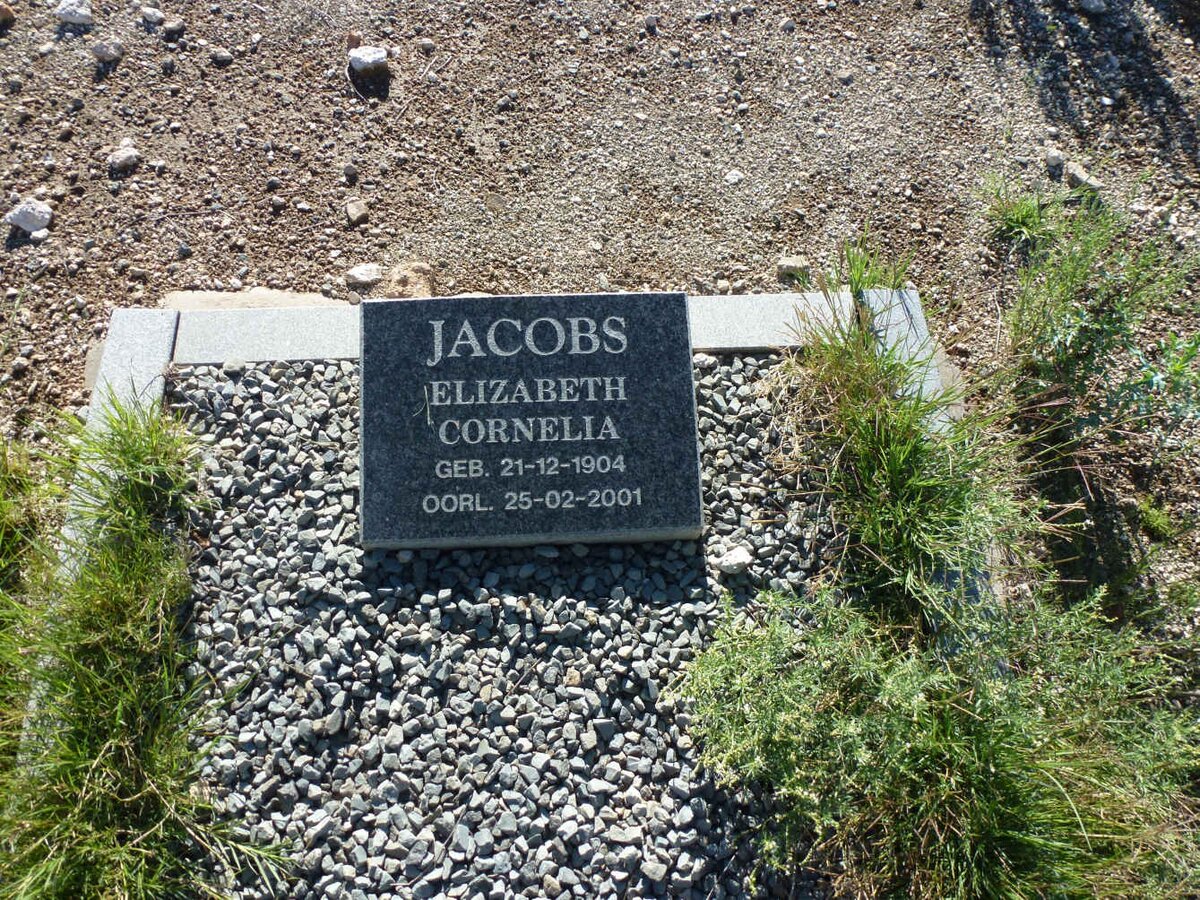 JACOBS
ELIZABETH
CORNELIA
GEB. 21-12-1904
OORL. 25-02-2001